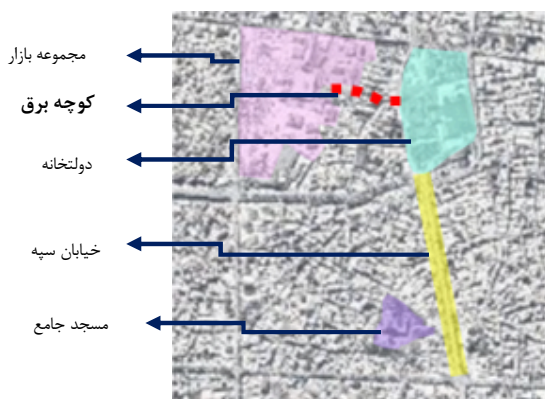 مجموعه بازار
کوچه برق
دولتخانه
خیابان سپه
مسجد جامع